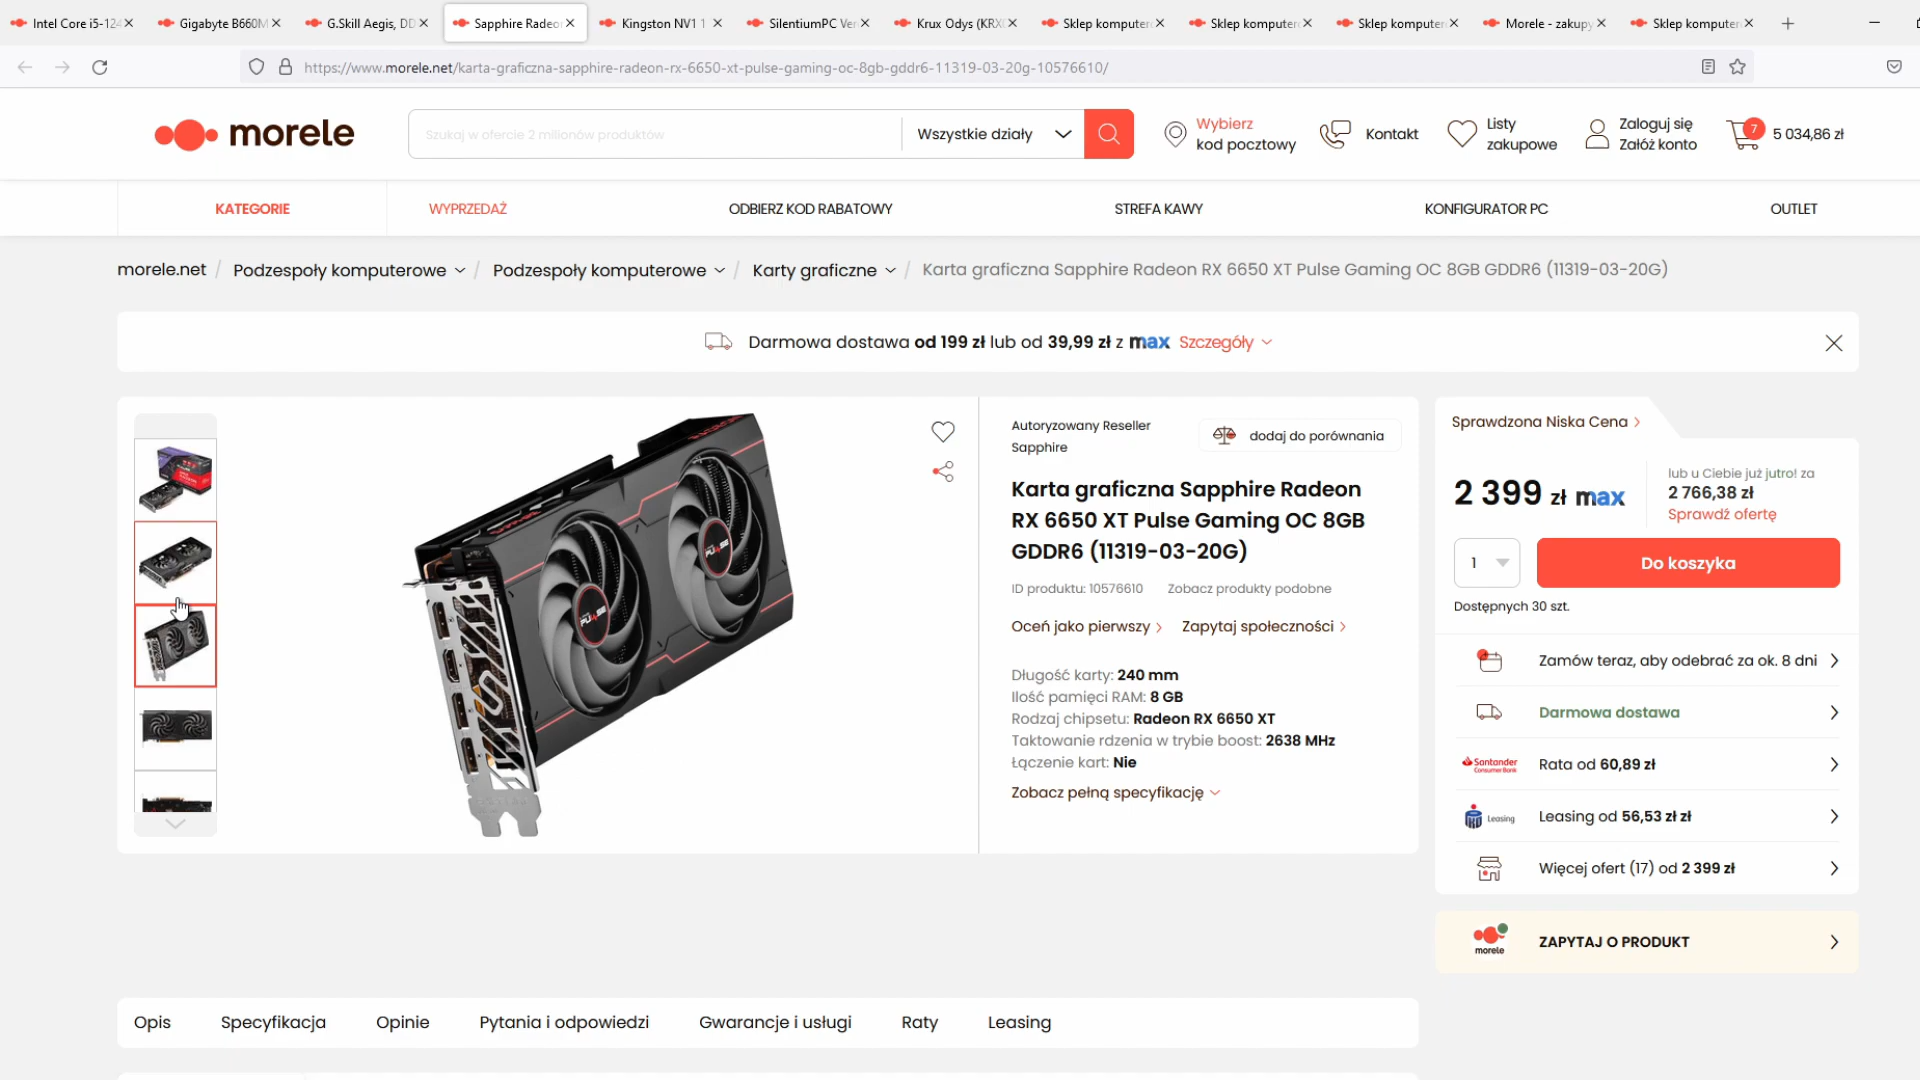 Intel Core i5-124
Gigabyte B660M
G.Skill Aegis, DD
Sapphire Radeo
Kingston NV1 1
SilentiumPC Ver
Krux Odys (KRX
Sklep komputer
Sklep komputer
Sklep komputer
Morele - zakupy
Sklep komputer
https://www.morele.net/karta-graficzna-sapphire-radeon-rx-6650-xt-pulse-gaming-oc-8gb-gddr6-11319-03-20g-10576610/
morele
Szukaj w ofercie 2 milionów produktów
Wszystkie działy
Wybierz
kod pocztowy
Kontakt
Listy
zakupowe
Zaloguj się
Załóż konto
7
5 034,86 zł
KATEGORIE
WYPRZEDAŻ
ODBIERZ KOD RABATOWY
STREFA KAWY
KONFIGURATOR PC
OUTLET
morele.net / Podzespoły komputerowe / Podzespoły komputerowe / Karty graficzne / Karta graficzna Sapphire Radeon RX 6650 XT Pulse Gaming OC 8GB GDDR6 (11319-03-20G)
Darmowa dostawa od 199 zł lub od 39,99 zł z max Szczegóły
Autoryzowany Reseller
Sapphire
dodaj do porównania
Karta graficzna Sapphire Radeon
RX 6650 XT Pulse Gaming OC 8GB
GDDR6 (11319-03-20G)
ID produktu: 10576610
Zobacz produkty podobne
Oceń jako pierwszy
Zapytaj społeczności
Długość karty: 240 mm
Ilość pamięci RAM: 8 GB
Rodzaj chipsetu: Radeon RX 6650 XT
Taktowanie rdzenia w trybie boost: 2638 MHz
Łączenie kart: Nie
Zobacz pełną specyfikację
Sprawdzona Niska Cena
2 399 zł max
lub u Ciebie już jutro! za
2 766,38 zł
Sprawdź ofertę
1
Do koszyka
Dostępnych 30 szt.
Zamów teraz, aby odebrać za ok. 8 dni
Darmowa dostawa
Santander
Consumer Bank
Rata od 60,89 zł
Leasing
Leasing od 56,53 zł zł
Więcej ofert (17) od 2 399 zł
morele
ZAPYTAJ O PRODUKT
Opis
Specyfikacja
Opinie
Pytania i odpowiedzi
Gwarancje i usługi
Raty
Leasing